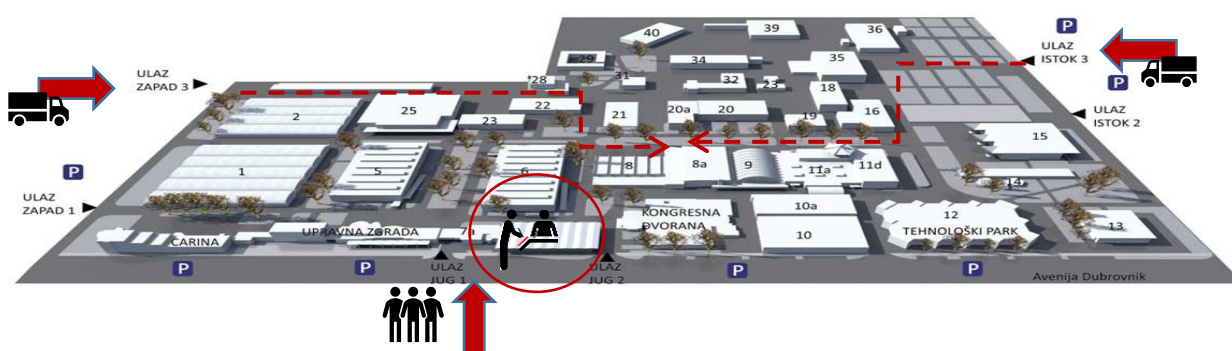 40
39
36
P
ULAZ
ISTOK 3
P
ULAZ
ISTOK 2
ULAZ
ZAPAD 3
29
34
35
28
31
32
23
18
2
25
22
23
21
20a
20
19
16
15
P
ULAZ
ZAPAD 1
1
5
6
8
8a
9
11a
11d
14
CARINA
UPRAVNA ZGRADA
7a
KONGRESNA
DVORANA
10a
10
12
TEHNOLOŠKI PARK
13
P
P
ULAZ
JUG 1
ULAZ
JUG 2
P
P
Avenija Dubrovnik